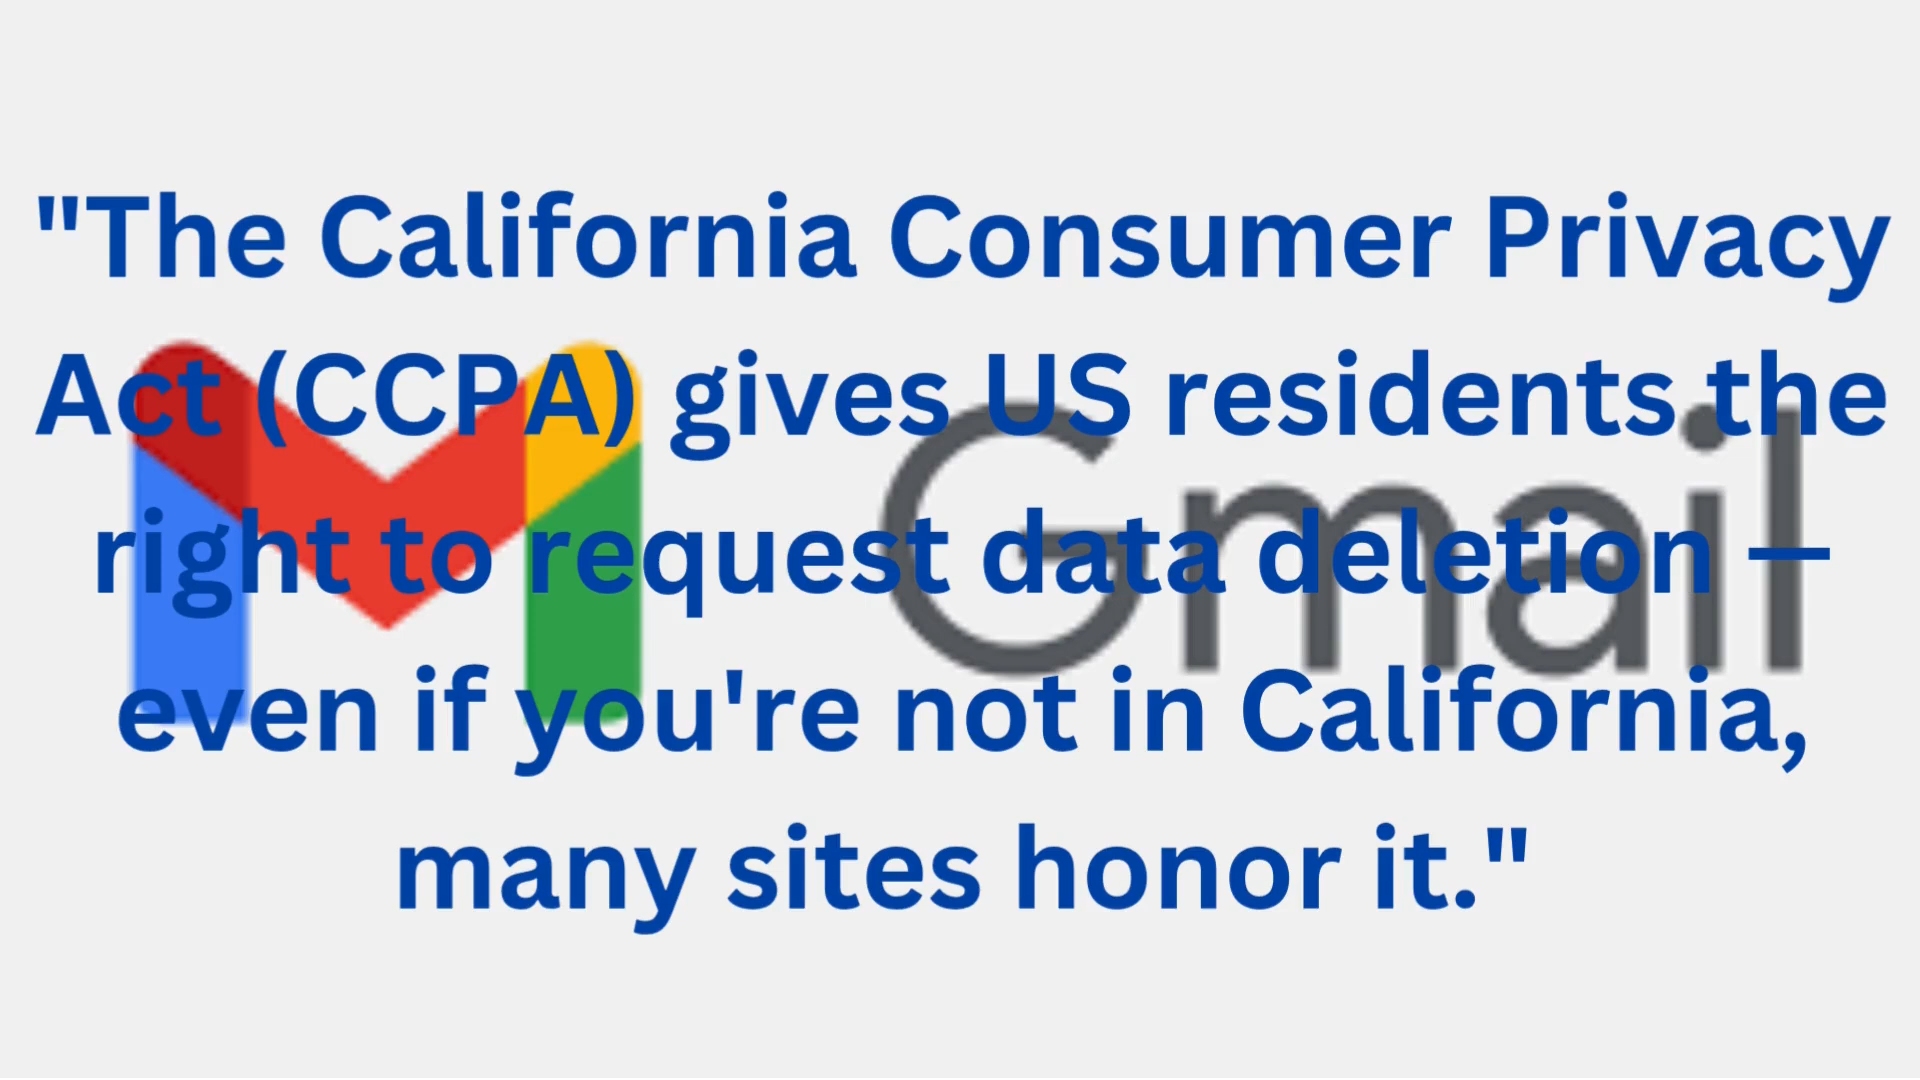 "The California Consumer Privacy
Act (CCPA) gives US residents the
right to request data deletion —
even if you're not in California,
many sites honor it."
Gmail